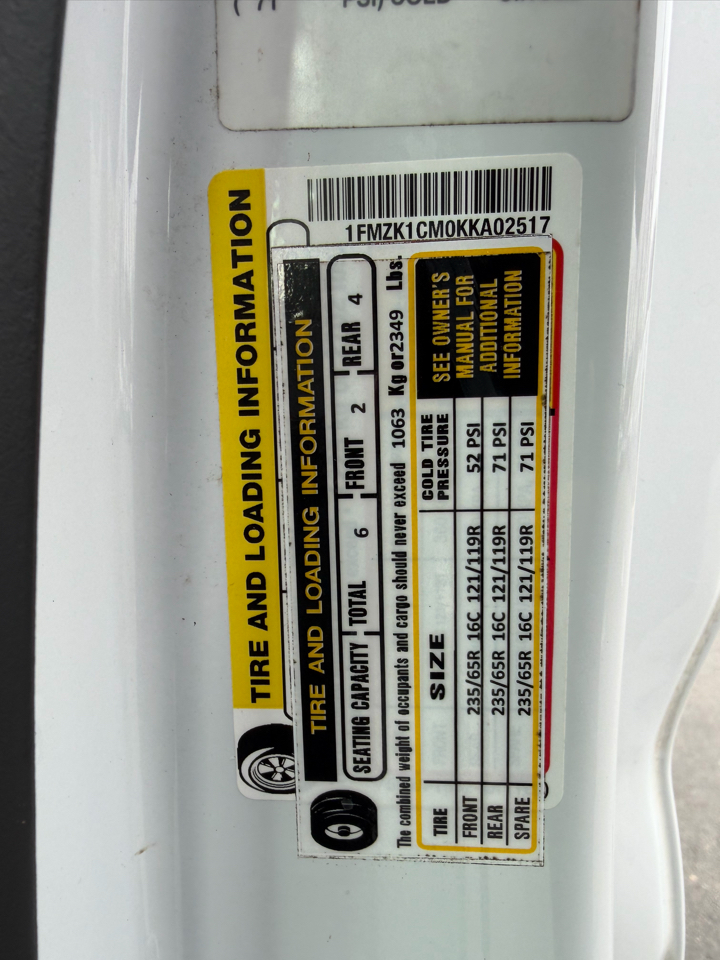 PSI/COLD
TIRE AND LOADING INFORMATION
1FMZK1CM0KKA02517
TIRE AND LOADING INFORMATION
SEATING CAPACITY TOTAL 6 FRONT 2 REAR 4
The combined weight of occupants and cargo should never exceed 1063 Kg or 2349 Lbs.
TIRE SIZE COLD TIRE PRESSURE
FRONT 235/65R 16C 121/119R 52 PSI
REAR 235/65R 16C 121/119R 71 PSI
SPARE 235/65R 16C 121/119R 71 PSI
SEE OWNER'S
MANUAL FOR
ADDITIONAL
INFORMATION